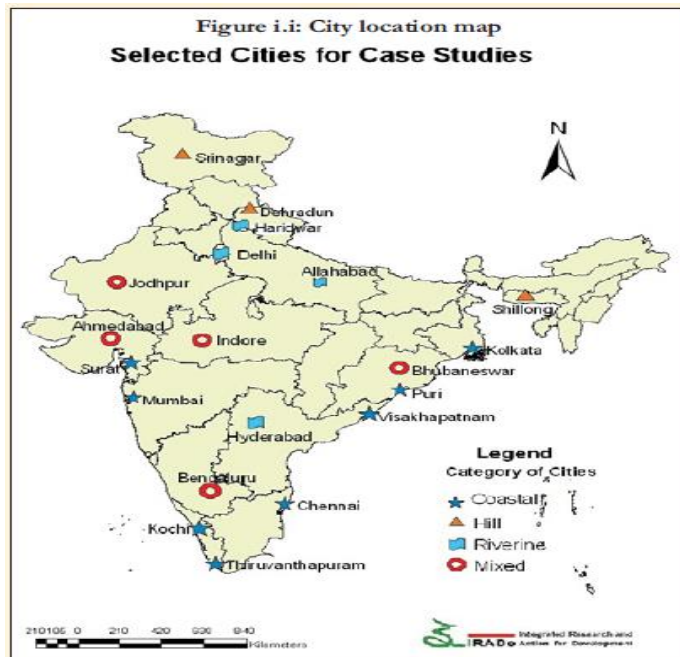 Figure i.i: City location map
Selected Cities for Case Studies
N
Srinagar
Dehradun
Haridwar
Delhi
Allahabad
Jodhpur
Shillong
Ahmedabad
Indore
Kolkata
Bhubaneswar
Surat
Puri
Mumbai
Visakhapatnam
Hyderabad
Legend
Category of Cities
Bengaluru
Coastal
Chennai
Hill
Kochi
Riverine
Mixed
Thiruvanthapuram
210105 0 210 420 630 840
Kilometers
IRADe
Integrated Research and
Action for Development